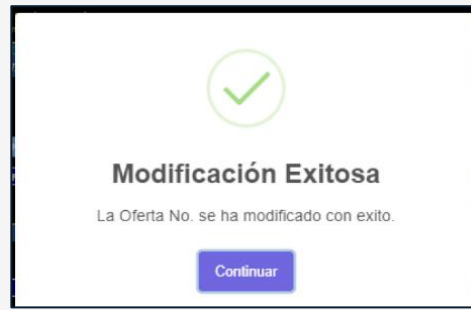 Modificación Exitosa
La Oferta No. se ha modificado con exito.
Continuar